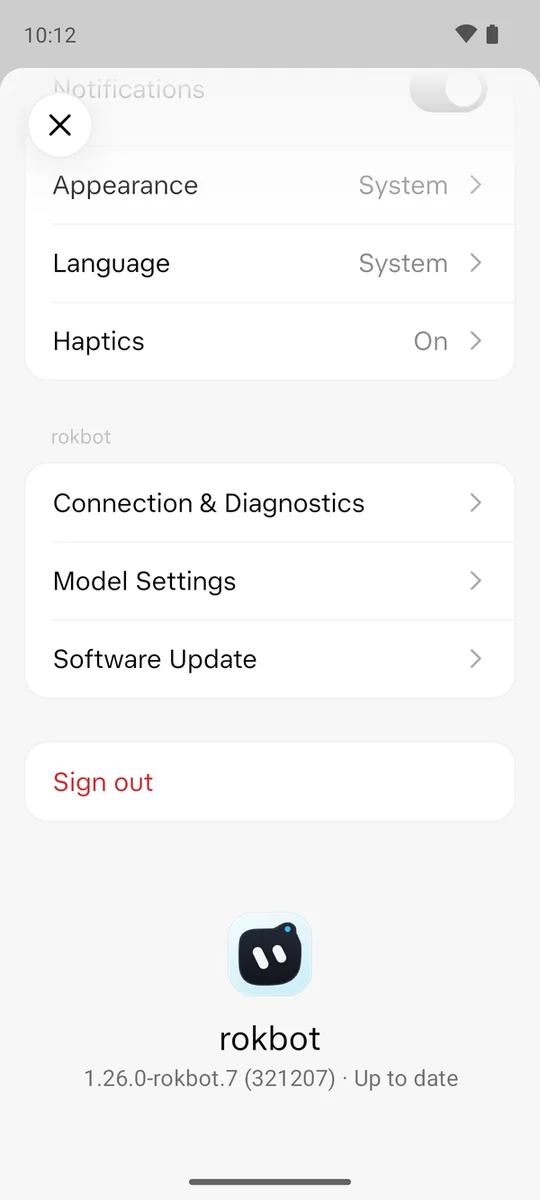 10:12
Notifications
Appearance
System
Language
System
Haptics
On
rokbot
Connection & Diagnostics
Model Settings
Software Update
Sign out
rokbot
1.26.0-rokbot.7 (321207) · Up to date